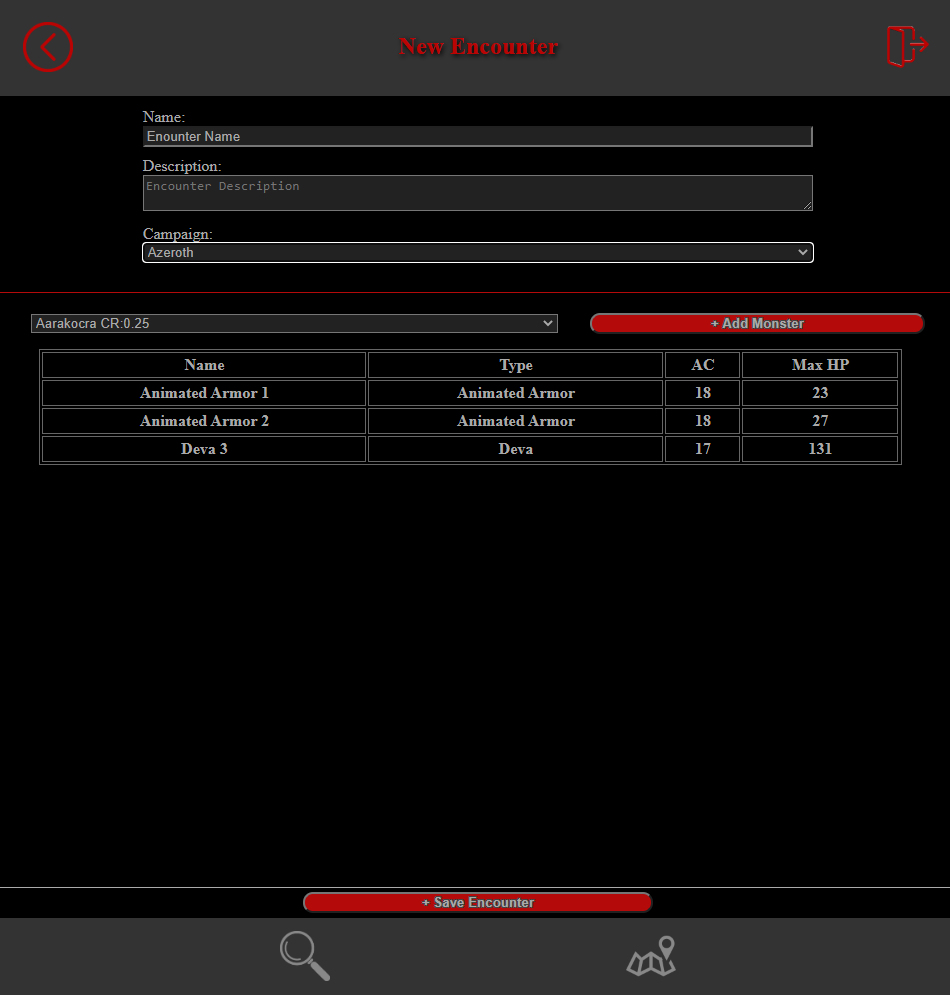 New Encounter
Name:
Enounter Name
Description:
Encounter Description
Campaign:
Azeroth
Aarakocra CR:0.25 + Add Monster
Name Type AC Max HP
Animated Armor 1 Animated Armor 18 23
Animated Armor 2 Animated Armor 18 27
Deva 3 Deva 17 131
+ Save Encounter